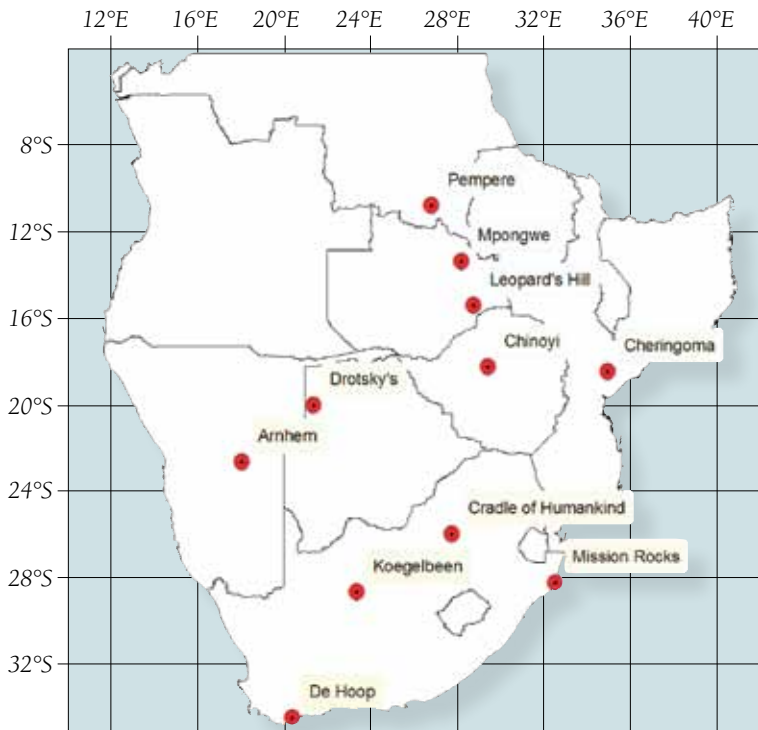 12°E 16°E 20°E 24°E 28°E 32°E 36°E 40°E
8°S
Pempere
12°S
Mpongwe
Leopard's Hill
16°S
Chinoyi
Cheringoma
Drotsky's
20°S
Arnhem
24°S
Cradle of Humankind
Mission Rocks
Koegelbeen
28°S
32°S
De Hoop